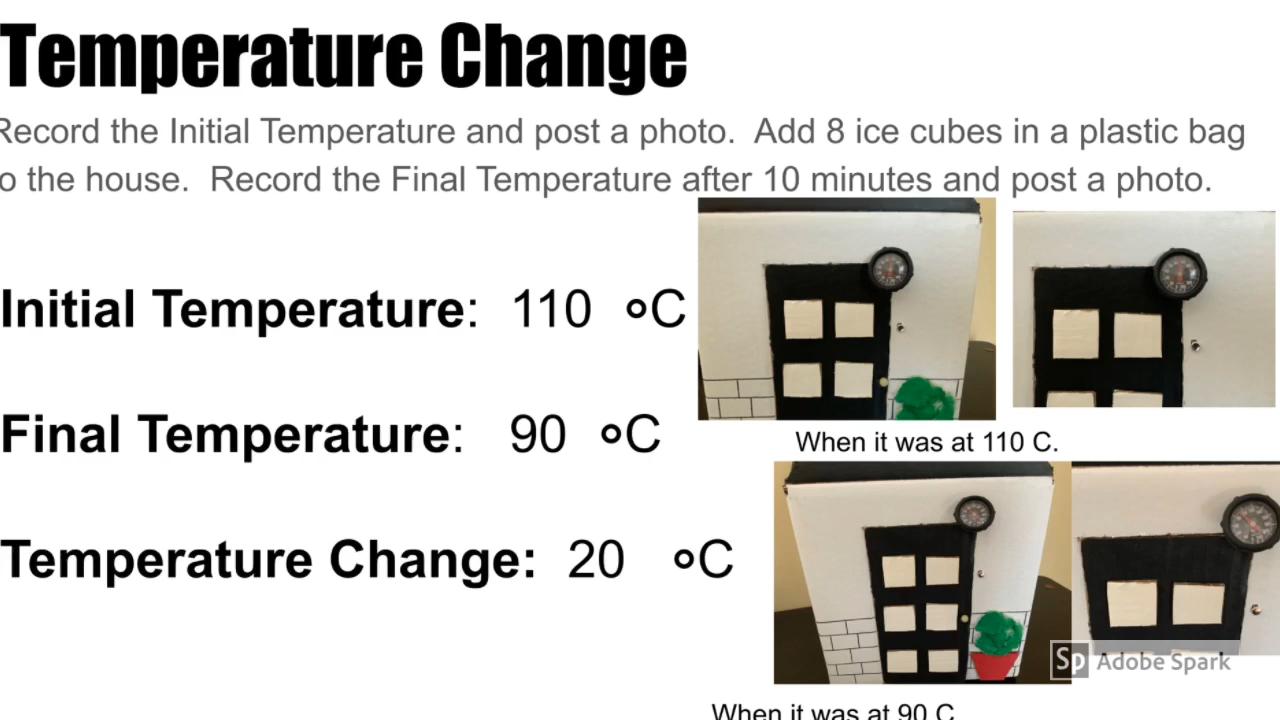 Temperature Change
Record the Initial Temperature and post a photo. Add 8 ice cubes in a plastic bag
o the house. Record the Final Temperature after 10 minutes and post a photo.
Initial Temperature: 110 °C
Final Temperature: 90 °C
Temperature Change: 20 °C
When it was at 110 C.
When it was at 90 C
Sp Adobe Spark